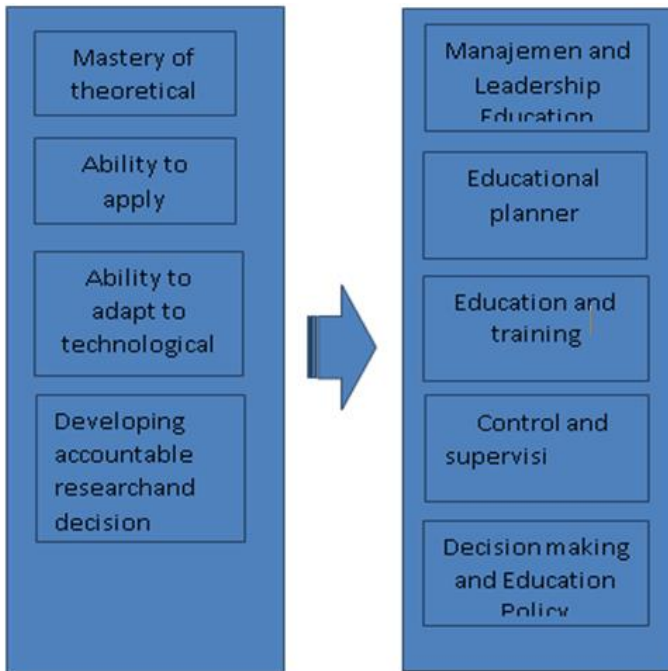 Mastery of
theoretical
Ability to
apply
Ability to
adapt to
technological
Developing
accountable
researchand
decision
Manajemen and
Leadership
Education
Educational
planner
Education and
training
Control and
supervisi
Decision making
and Education
Policy